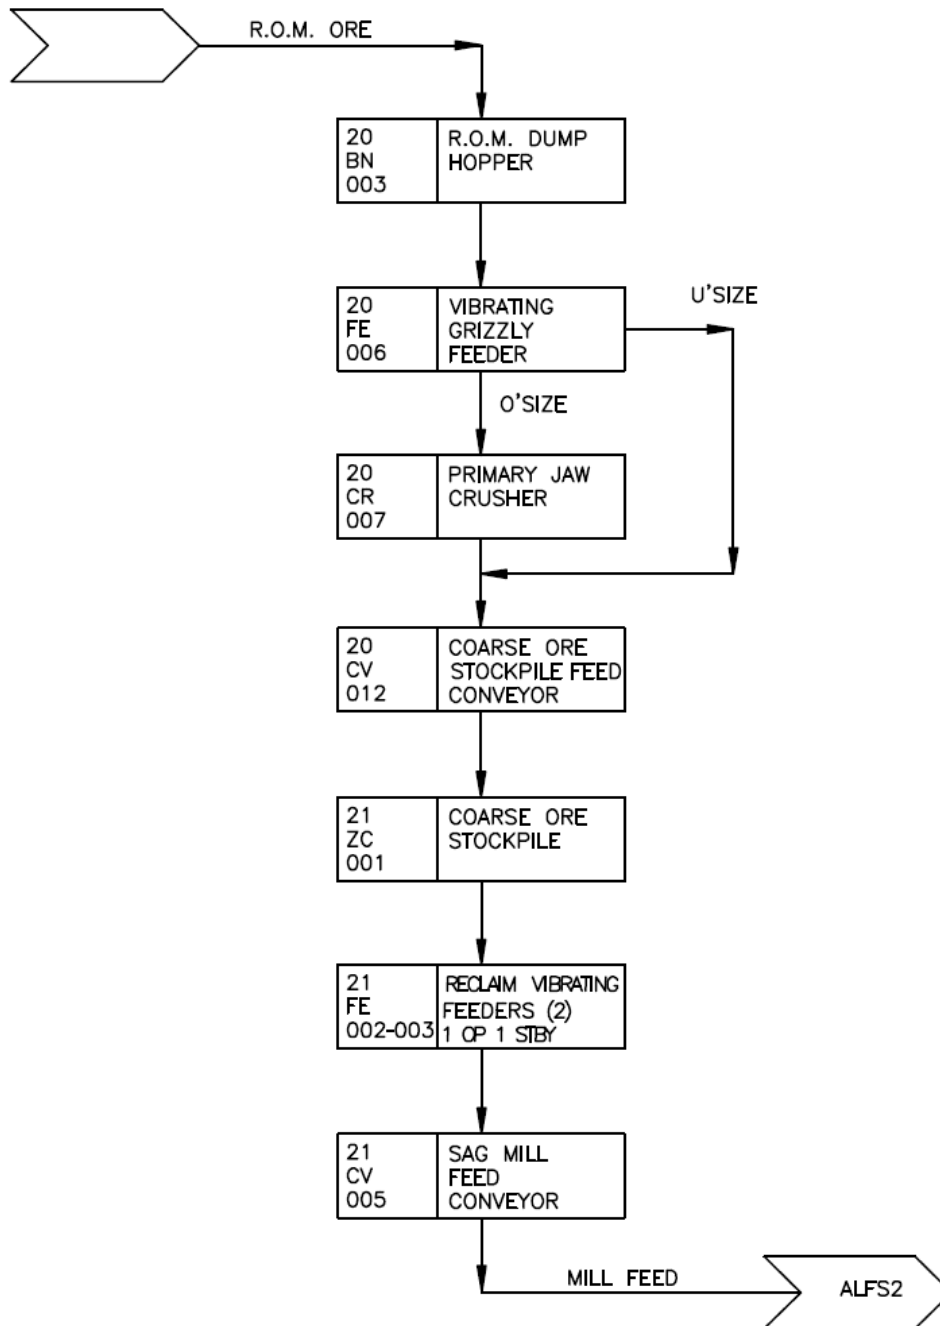 R.O.M. ORE
20
BN
003
R.O.M. DUMP
HOPPER
20
FE
006
VIBRATING
GRIZZLY
FEEDER
U'SIZE
O'SIZE
20
CR
007
PRIMARY JAW
CRUSHER
20
CV
012
COARSE ORE
STOCKPILE FEED
CONVEYOR
21
ZC
001
COARSE ORE
STOCKPILE
21
FE
002-003
RECLAIM VIBRATING
FEEDERS (2)
1 OP 1 STBY
21
CV
005
SAG MILL
FEED
CONVEYOR
MILL FEED
ALFS2